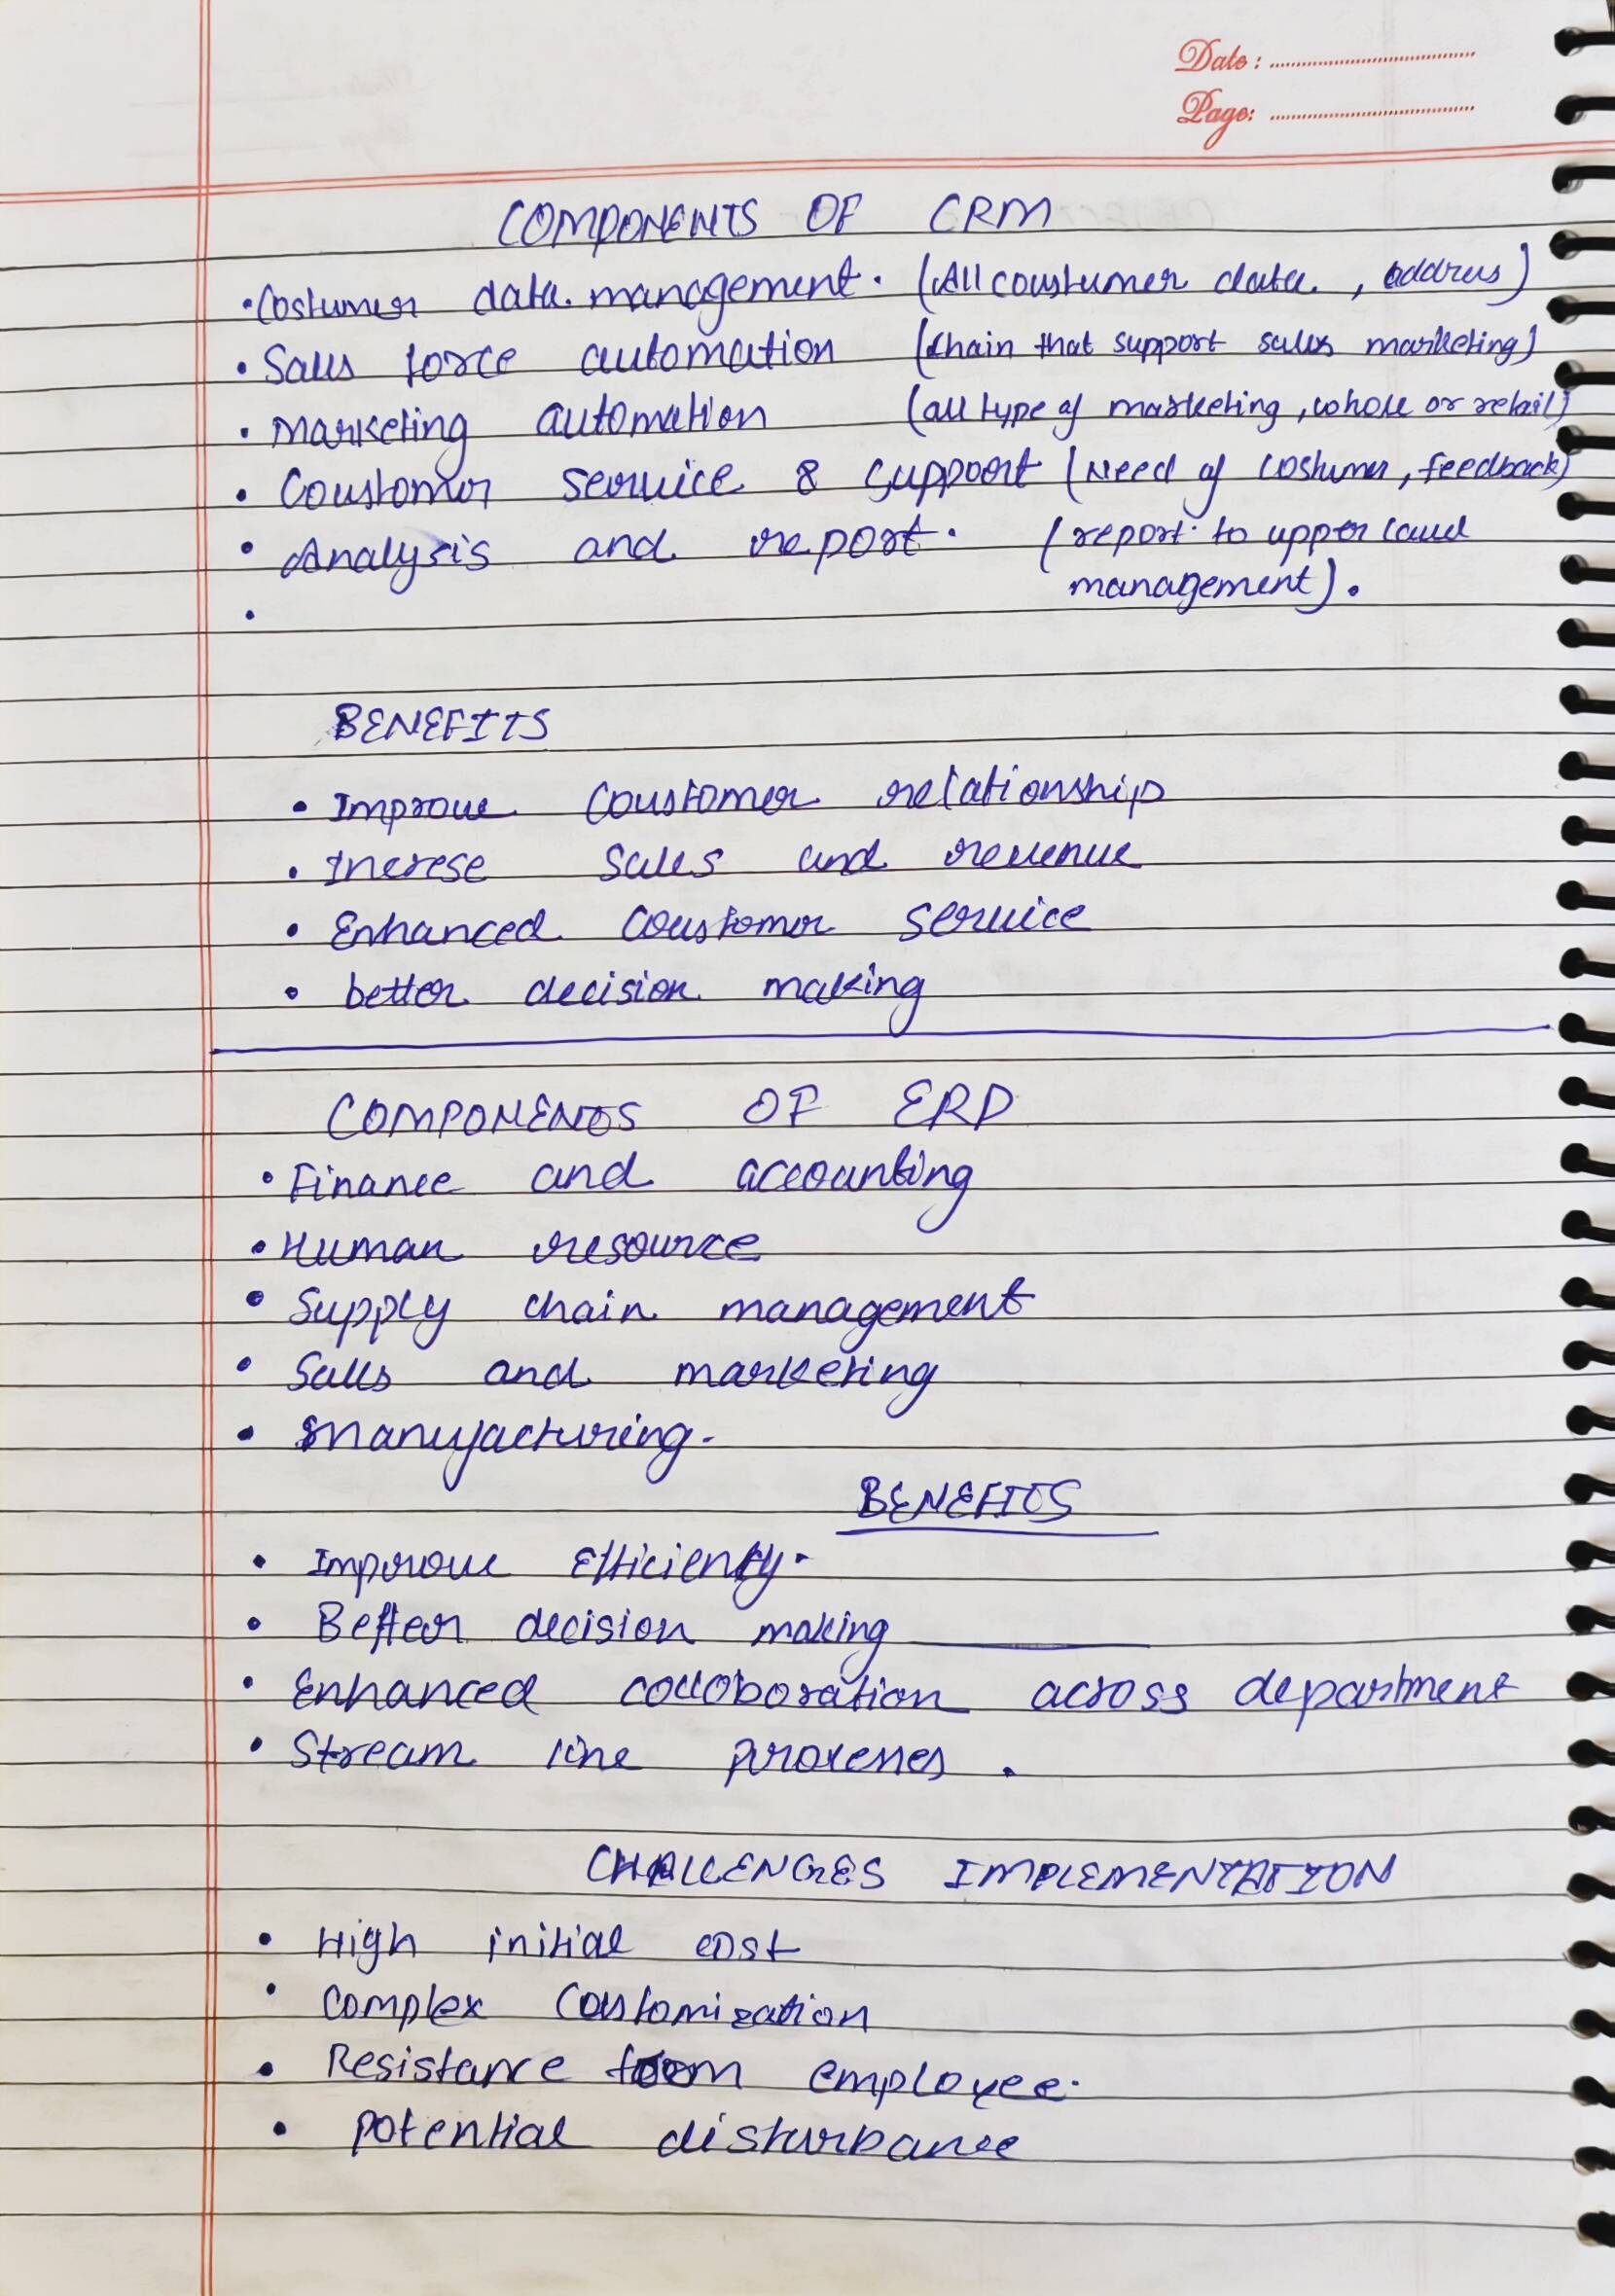 Date :
Page:
COMPONENTS OF CRM
• Costumer data management. (All coustumer data , address)
• Sales force automation (chain that support sales marketing)
• Marketing automation (all type of marketing, whole or retail)
• Coustomer service & support (Need of costumer, feedback)
• Analysis and report. (report to upper
management).
•
BENEFITS
• Improve coustomer relationship
• Increse sales and revenue
• Enhanced coustomer service
• better decision making
COMPONENTS OF ERP
• Finance and accounting
• Human resource
• Supply chain management
• Sales and marketing
• Manufacturing.
BENEFITS
• Improve Efficiency.
• Better decision making
• Enhanced colloboration across department
• Stream line processes .
CHALLENGES IMPLEMENTATION
• High initial cost
• Complex Coustomization
• Resistance from employee.
• Potential disturbance